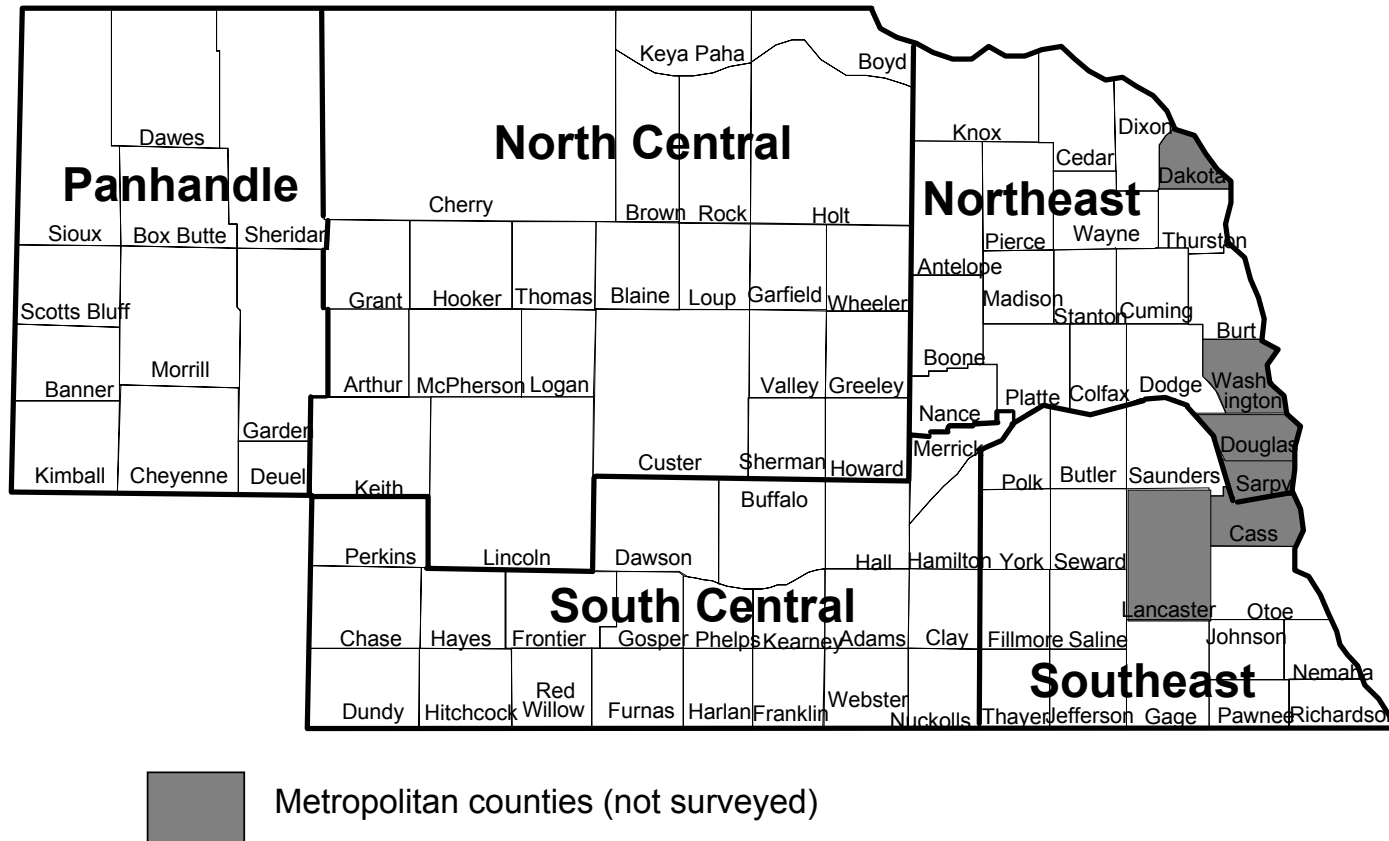 Keya Paha
Boyd
Dawes
North Central
Knox
Dixon
Cedar
Dakota
Panhandle
Cherry
Brown
Rock
Holt
Northeast
Sioux
Box Butte
Sheridan
Pierce
Wayne
Thurston
Antelope
Scotts Bluff
Grant
Hooker
Thomas
Blaine
Loup
Garfield
Wheeler
Madison
Stanton
Cuming
Burt
Banner
Morrill
Arthur
McPherson
Logan
Valley
Greeley
Boone
Platte
Colfax
Dodge
Wash-
ington
Nance
Garden
Merrick
Douglas
Kimball
Cheyenne
Deuel
Keith
Custer
Sherman
Howard
Polk
Butler
Saunders
Sarpy
Buffalo
Cass
Perkins
Lincoln
Dawson
Hall
Hamilton
York
Seward
South Central
Lancaster
Otoe
Chase
Hayes
Frontier
Gosper
Phelps
Kearney
Adams
Clay
Fillmore
Saline
Johnson
Southeast
Nemaha
Dundy
Hitchcock
Red
Willow
Furnas
Harlan
Franklin
Webster
Nuckolls
Thayer
Jefferson
Gage
Pawnee
Richardson
Metropolitan counties (not surveyed)